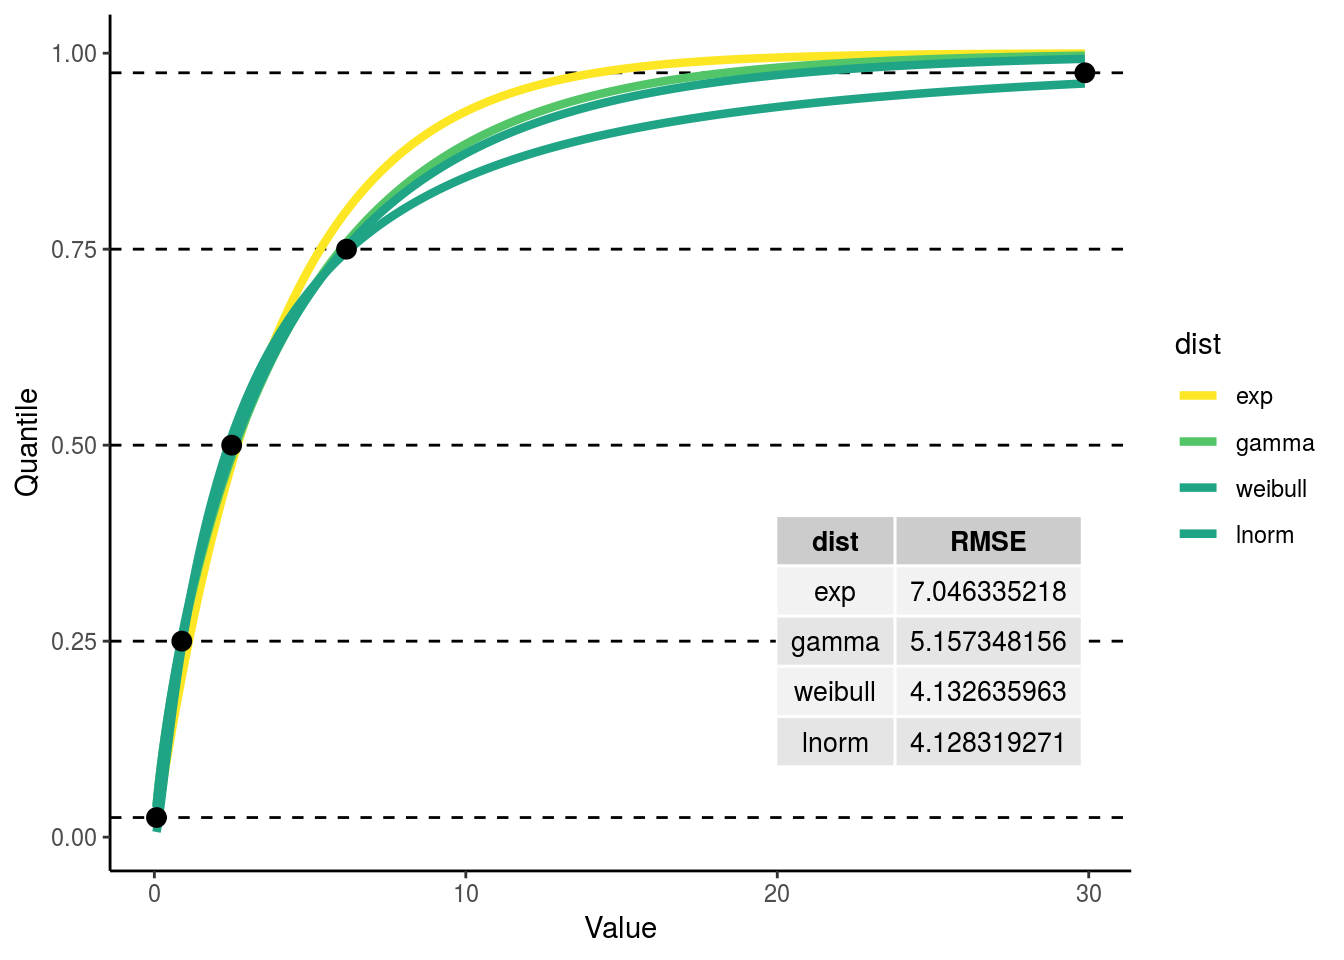 1.00
0.75
0.50
0.25
0.00
Quantile
0 10 20 30
Value
dist RMSE
exp 7.046335218
gamma 5.157348156
weibull 4.132635963
lnorm 4.128319271
dist
exp
gamma
weibull
lnorm